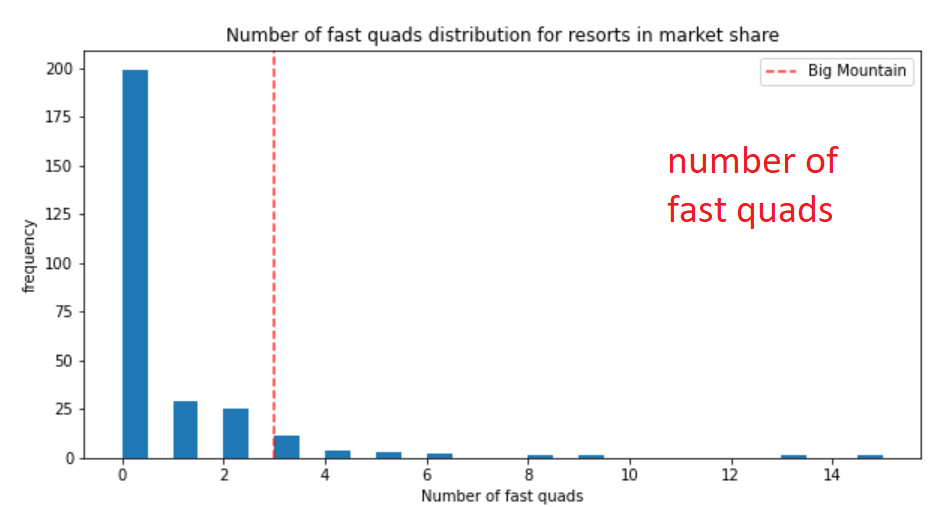 Number of fast quads distribution for resorts in market share
Big Mountain
number of
fast quads
frequency
200
175
150
125
100
75
50
25
0
0 2 4 6 8 10 12 14
Number of fast quads